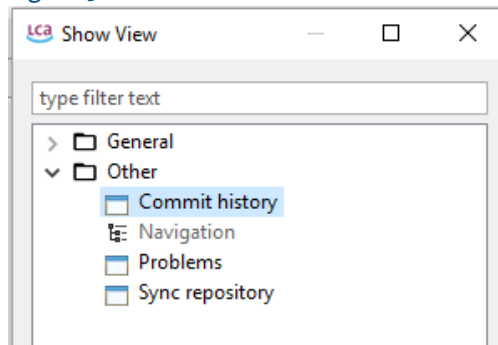 LCa Show View
type filter text
General
Other
Commit history
Navigation
Problems
Sync repository